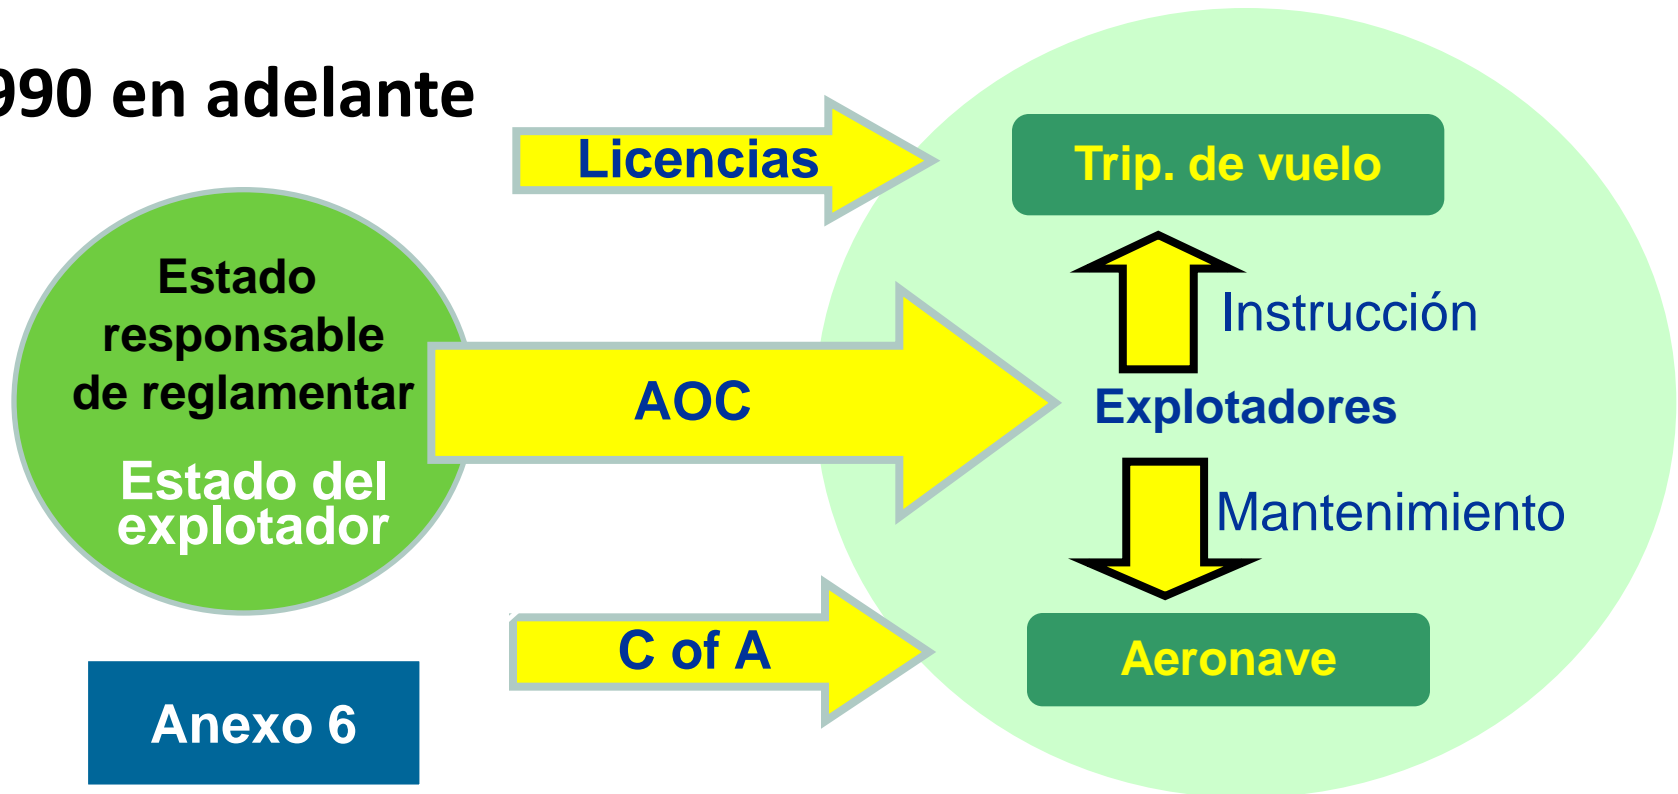 990 en adelante
Licencias
Trip. de vuelo
Estado
responsable
de reglamentar
Estado del
explotador
AOC
Instrucción
Explotadores
Mantenimiento
C of A
Aeronave
Anexo 6